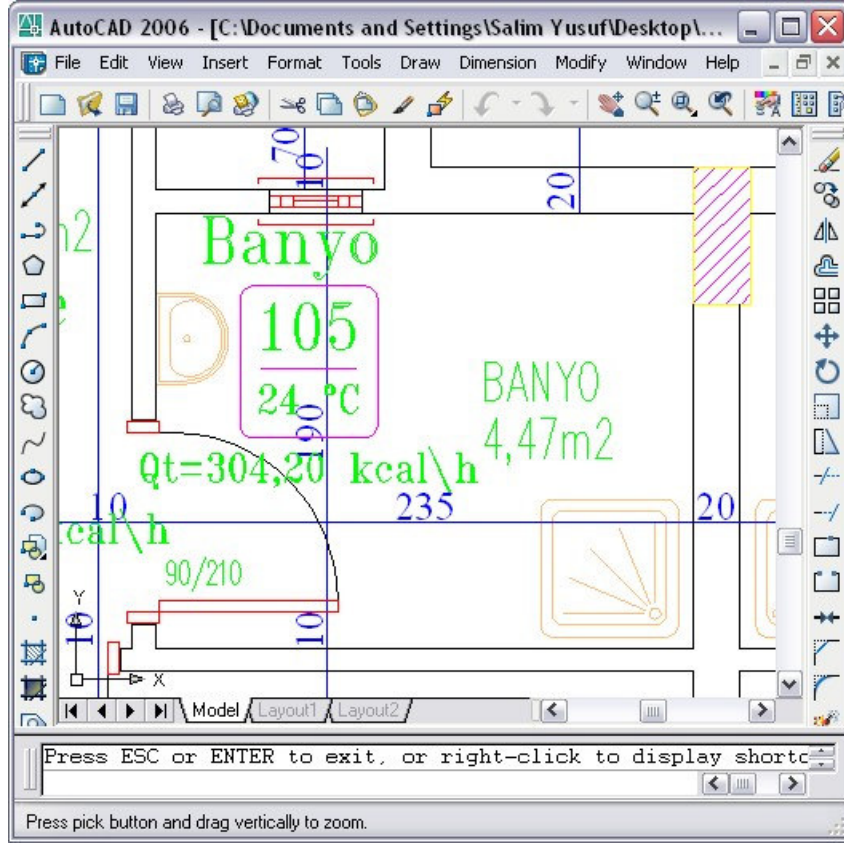 AutoCAD 2006 - [C:\Documents and Settings\Salim Yusuf\Desktop\...
File Edit View Insert Format Tools Draw Dimension Modify Window Help
70
10
20
m2
Banyo
105
24 °C
190
BANYO
4,47m2
Qt=304,20 kcal\h
10
235
20
kcal\h
90/210
10
10
Y
X
Model
Layout1
Layout2
Press ESC or ENTER to exit, or right-click to display shortc
Press pick button and drag vertically to zoom.